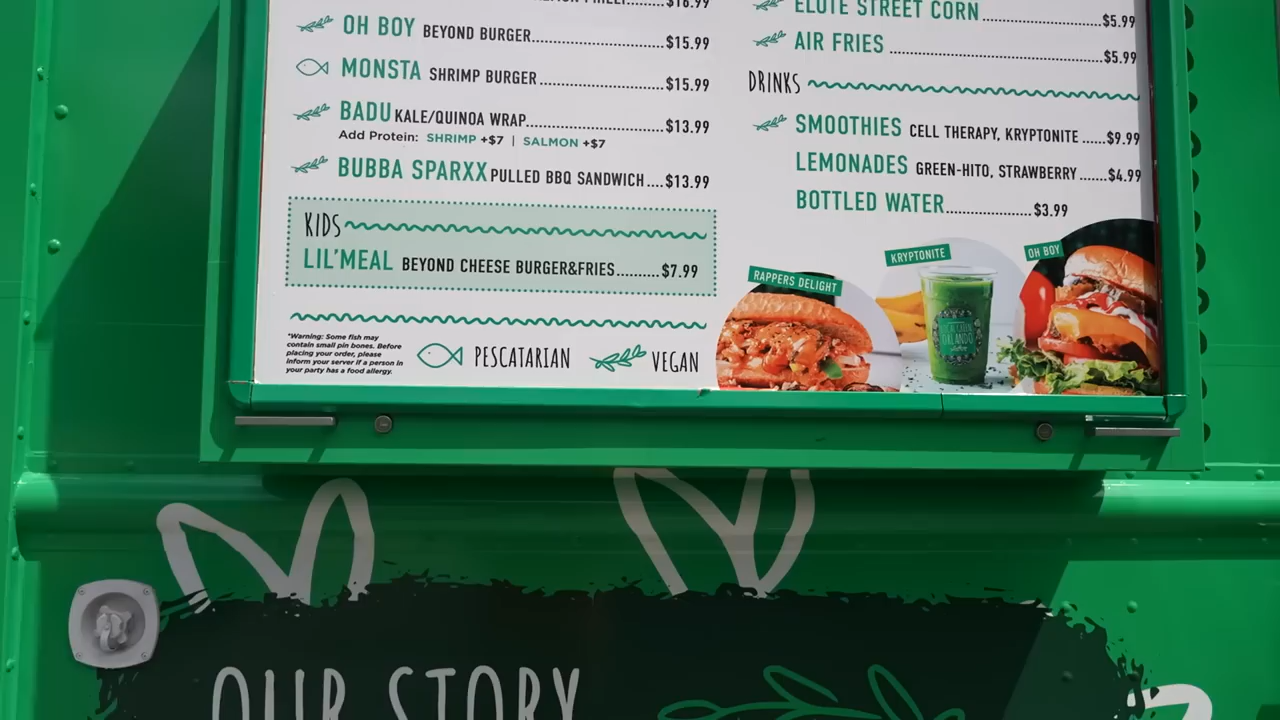 $16.99
OH BOY BEYOND BURGER..........$15.99
MONSTA SHRIMP BURGER..........$15.99
BADU KALE/QUINOA WRAP..........$13.99
Add Protein: SHRIMP +$7 | SALMON +$7
BUBBA SPARXX PULLED BBQ SANDWICH....$13.99
KIDS
LIL'MEAL BEYOND CHEESE BURGER&FRIES..........$7.99
*Warning: Some fish may
contain small pin bones. Before
placing your order, please
inform your server if a person in
your party has a food allergy.
PESCATARIAN
VEGAN
ELOTE STREET CORN..........$5.99
AIR FRIES..........$5.99
DRINKS
SMOOTHIES CELL THERAPY, KRYPTONITE......$9.99
LEMONADES GREEN-HITO, STRAWBERRY.......$4.99
BOTTLED WATER..........$3.99
RAPPERS DELIGHT
KRYPTONITE
OH BOY
ORLANDO
OUR STORY